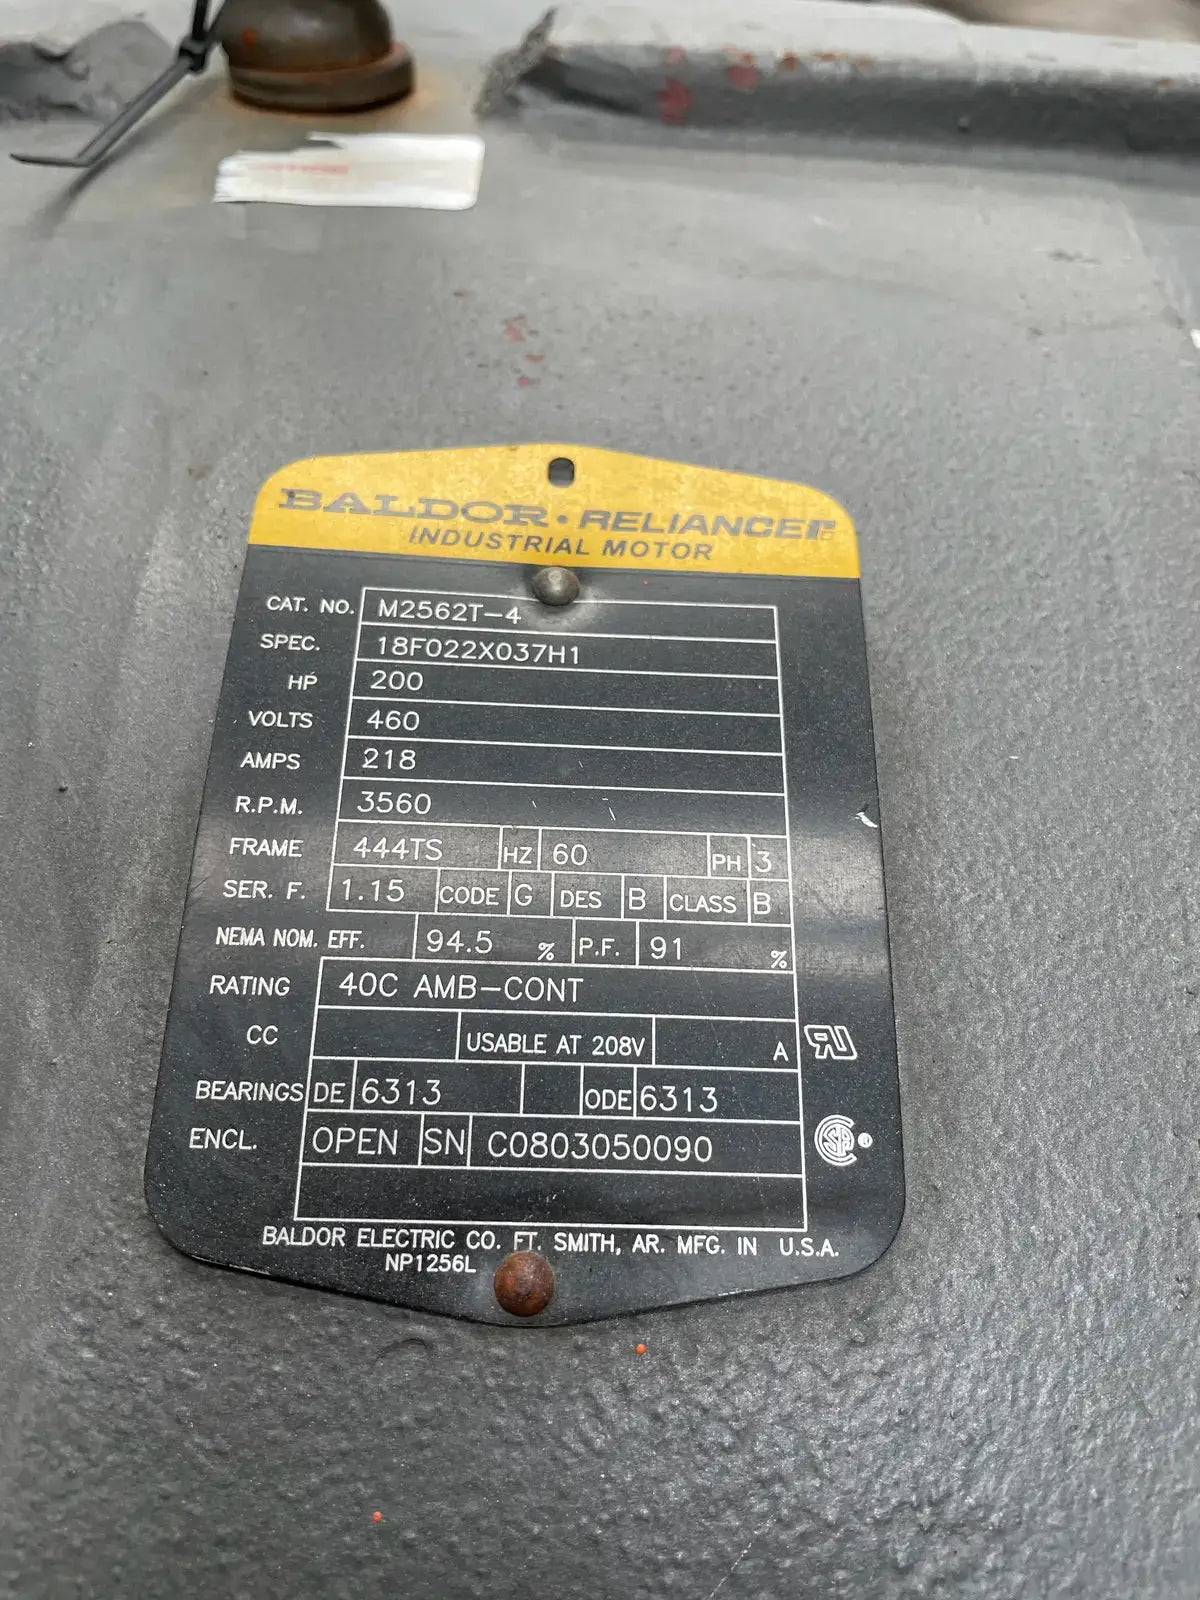 BALDOR • RELIANCE
INDUSTRIAL MOTOR
CAT. NO. M2562T-4
SPEC. 18F022X037H1
HP 200
VOLTS 460
AMPS 218
R.P.M. 3560
FRAME 444TS HZ 60 PH 3
SER. F. 1.15 CODE G DES B CLASS B
NEMA NOM. EFF. 94.5 % P.F. 91 %
RATING 40C AMB-CONT
CC USABLE AT 208V A
BEARINGS DE 6313 ODE 6313
ENCL. OPEN SN C0803050090
BALDOR ELECTRIC CO. FT. SMITH, AR. MFG. IN U.S.A.
NP1256L